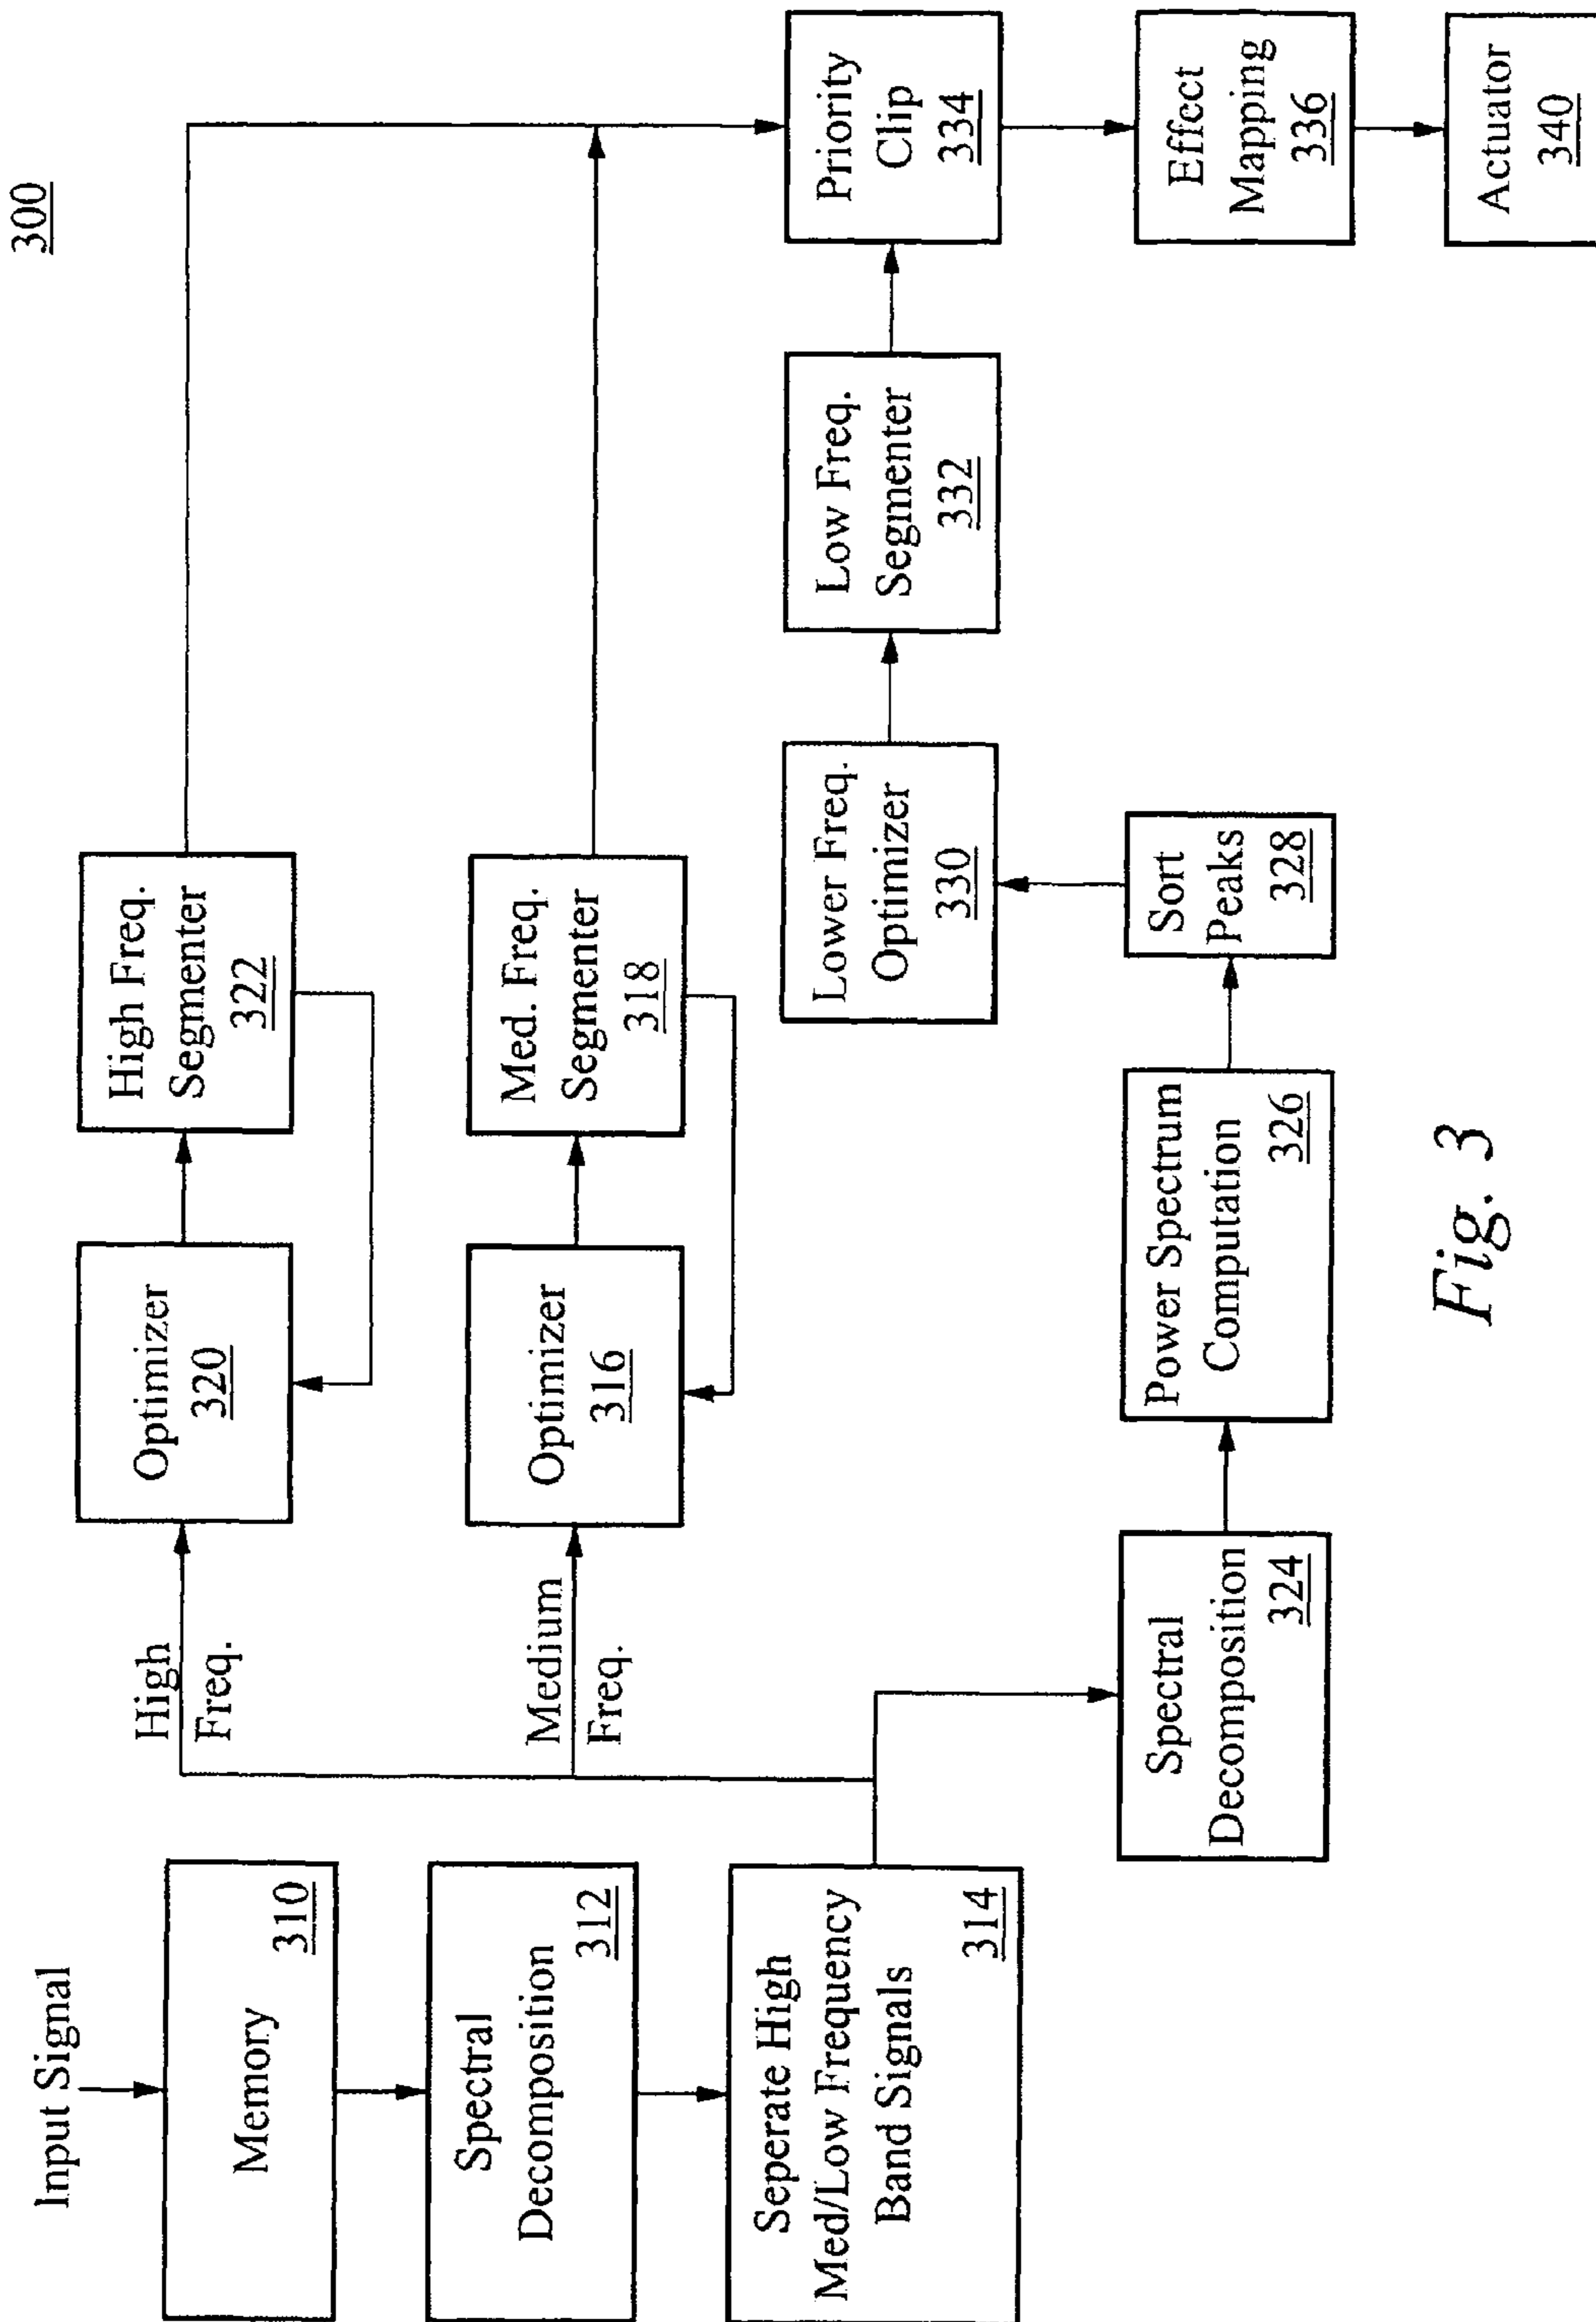 300
Input Signal
Memory
310
Spectral
Decomposition
312
Seperate High
Med/Low Frequency
Band Signals
314
High
Freq.
Medium
Freq.
Optimizer
320
High Freq.
Segmenter
322
Optimizer
316
Med. Freq.
Segmenter
318
Spectral
Decomposition
324
Power Spectrum
Computation
326
Sort
Peaks
328
Lower Freq.
Optimizer
330
Low Freq.
Segmenter
332
Priority
Clip
334
Effect
Mapping
336
Actuator
340
Fig. 3